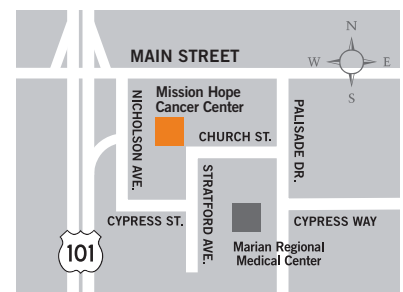 N
MAIN STREET
W E
S
Mission Hope
Cancer Center
NICHOLSON AVE.
PALISADE DR.
CHURCH ST.
STRATFORD AVE.
CYPRESS ST.
CYPRESS WAY
101
Marian Regional
Medical Center